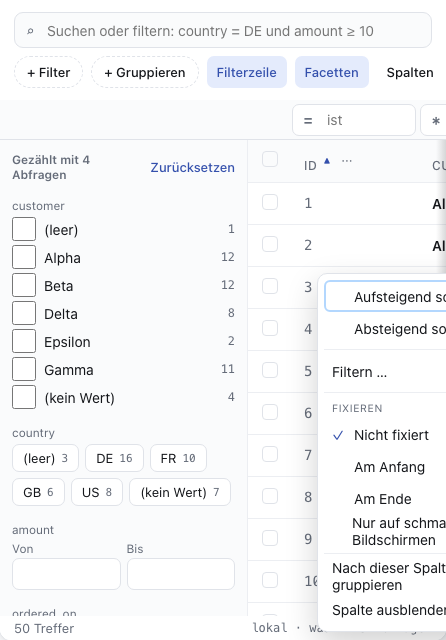 Suchen oder filtern: country = DE und amount ≥ 10
+ Filter
+ Gruppieren
Filterzeile
Facetten
Spalten
= ist
*
Gezählt mit 4
Abfragen
Zurücksetzen
ID ▲ ...
customer
(leer) 1
Alpha 12
Beta 12
Delta 8
Epsilon 2
Gamma 11
(kein Wert) 4
country
(leer) 3
DE 16
FR 10
GB 6
US 8
(kein Wert) 7
amount
Von
Bis
ordered_on
50 Treffer
1
2
3
4
5
6
7
8
9
10
Aufsteigend
Absteigend
Filtern ...
FIXIEREN
✓ Nicht fixiert
Am Anfang
Am Ende
Nur auf
Bildschirmen
Nach dieser
gruppieren
Spalte
lokal ·